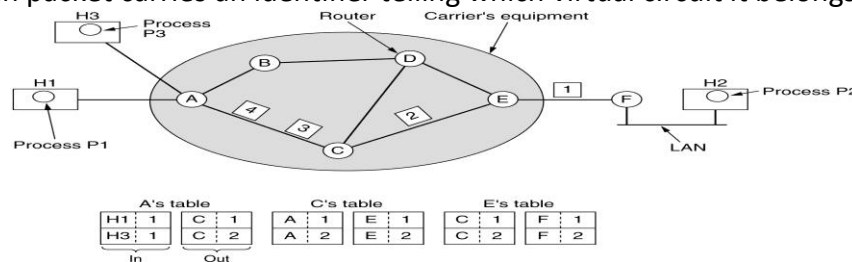 n packet carries an identifier telling which virtual circuit it belongs
H3
Process
P3
Router
Carrier's equipment
B
D
H1
A
4
3
C
2
E
1
F
H2
Process P2
Process P1
LAN
A's table
C's table
E's table
H1 1 C 1 A 1 E 1 C 1 F 1
H3 1 C 2 A 2 E 2 C 2 F 2
In
Out